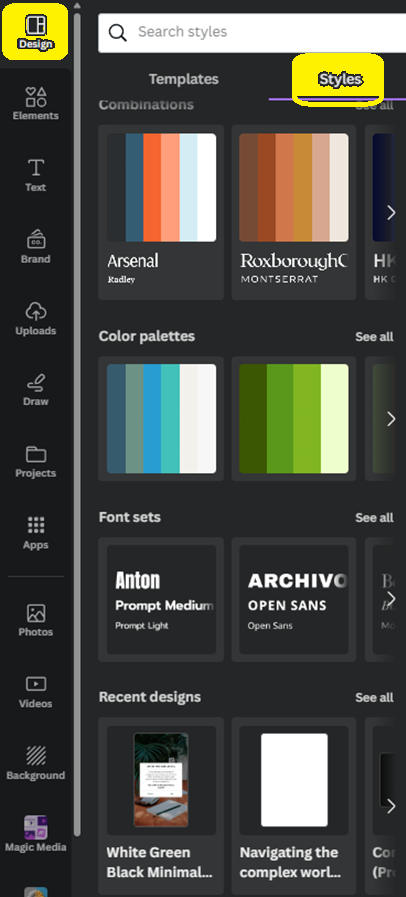 Design
Elements
Text
CO.
Brand
Uploads
Draw
Projects
Apps
Photos
Videos
Background
Magic Media
Search styles
Templates
Styles
Combinations
See all
Arsenal
Radley
RoxboroughC
MONTSERRAT
HK
HK G
Color palettes
See all
Font sets
See all
Anton
Prompt Medium
Prompt Light
ARCHIVO
OPEN SANS
Open Sans
Recent designs
See all
White Green
Black Minimal...
Navigating the
complex worl...
(Pro